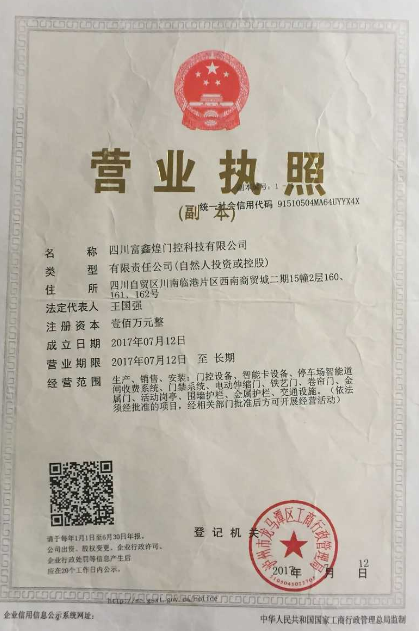 营业执照
副本编号：1
统一社会信用代码 91510504MA64UYYX4X
(副 本)
名 称 四川富鑫煌门控科技有限公司
类 型 有限责任公司(自然人投资或控股)
住 所 四川自贸区川南临港片区西南商贸城二期15幢2层160、
161、162号
法定代表人 王国强
注册资本 壹佰万元整
成立日期 2017年07月12日
营业期限 2017年07月12日 至 长期
经营范围 生产、销售、安装：门控设备、智能卡设备、停车场智能道
闸收费系统、门禁系统、电动伸缩门、铁艺门、卷帘门、金
属门、活动岗亭、围墙护栏、金属护栏、交通设施。（依法
须经批准的项目，经相关部门批准后方可开展经营活动）
请于每年1月1日至6月30日年报。
公司出资、股权变更、企业行政许可、
企业行政处罚等信息产生后
应在20个工作日内公示。
登记机关
泸州市龙马潭区工商行政管理局
2017年 7月 12日
企业信用信息公示系统网址：
中华人民共和国国家工商行政管理总局监制